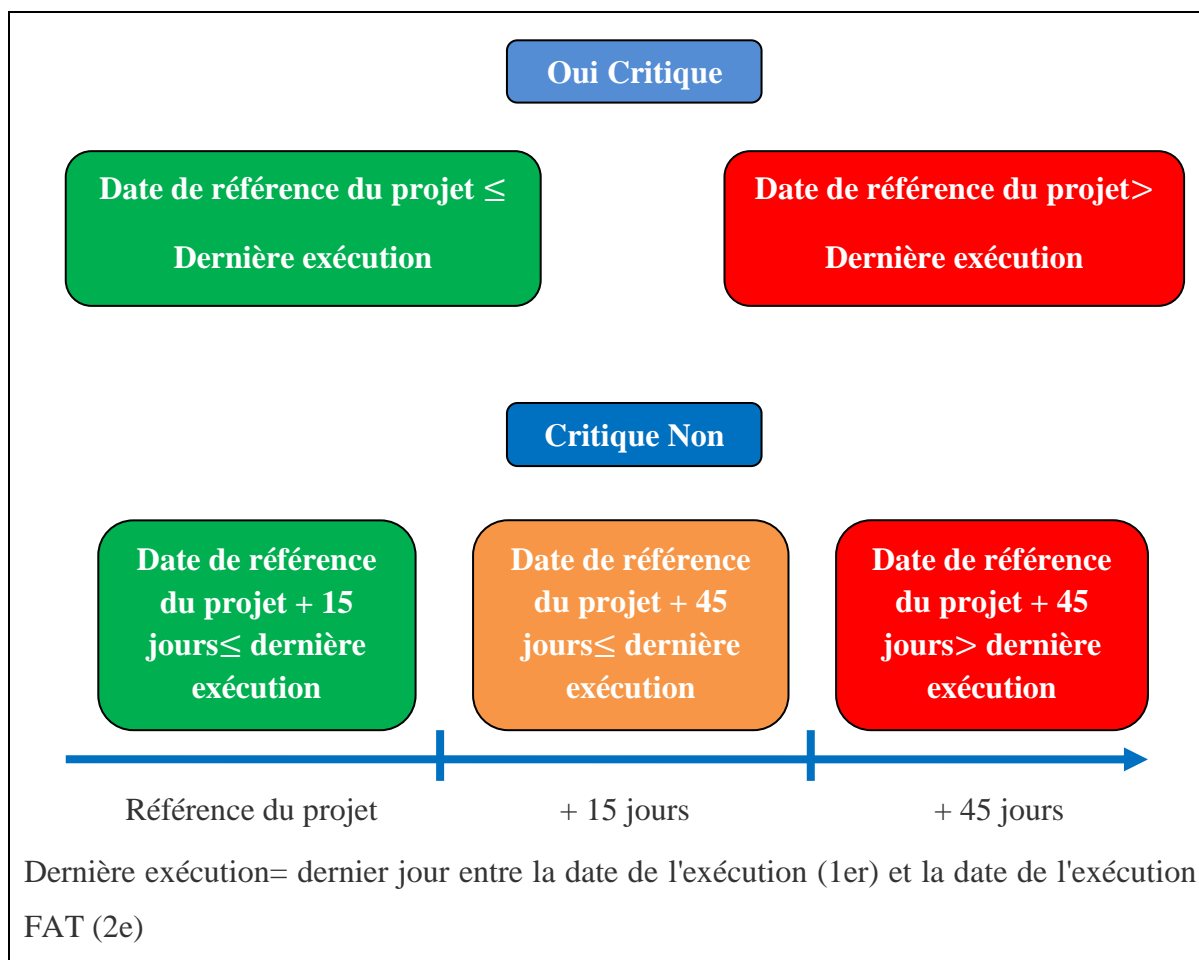 Oui Critique
Date de référence du projet ≤
Dernière exécution
Date de référence du projet>
Dernière exécution
Critique Non
Date de référence
du projet + 15
jours≤ dernière
exécution
Date de référence
du projet + 45
jours≤ dernière
exécution
Date de référence
du projet + 45
jours> dernière
exécution
Référence du projet
+ 15 jours
+ 45 jours
Dernière exécution= dernier jour entre la date de l'exécution (1er) et la date de l'exécution
FAT (2e)